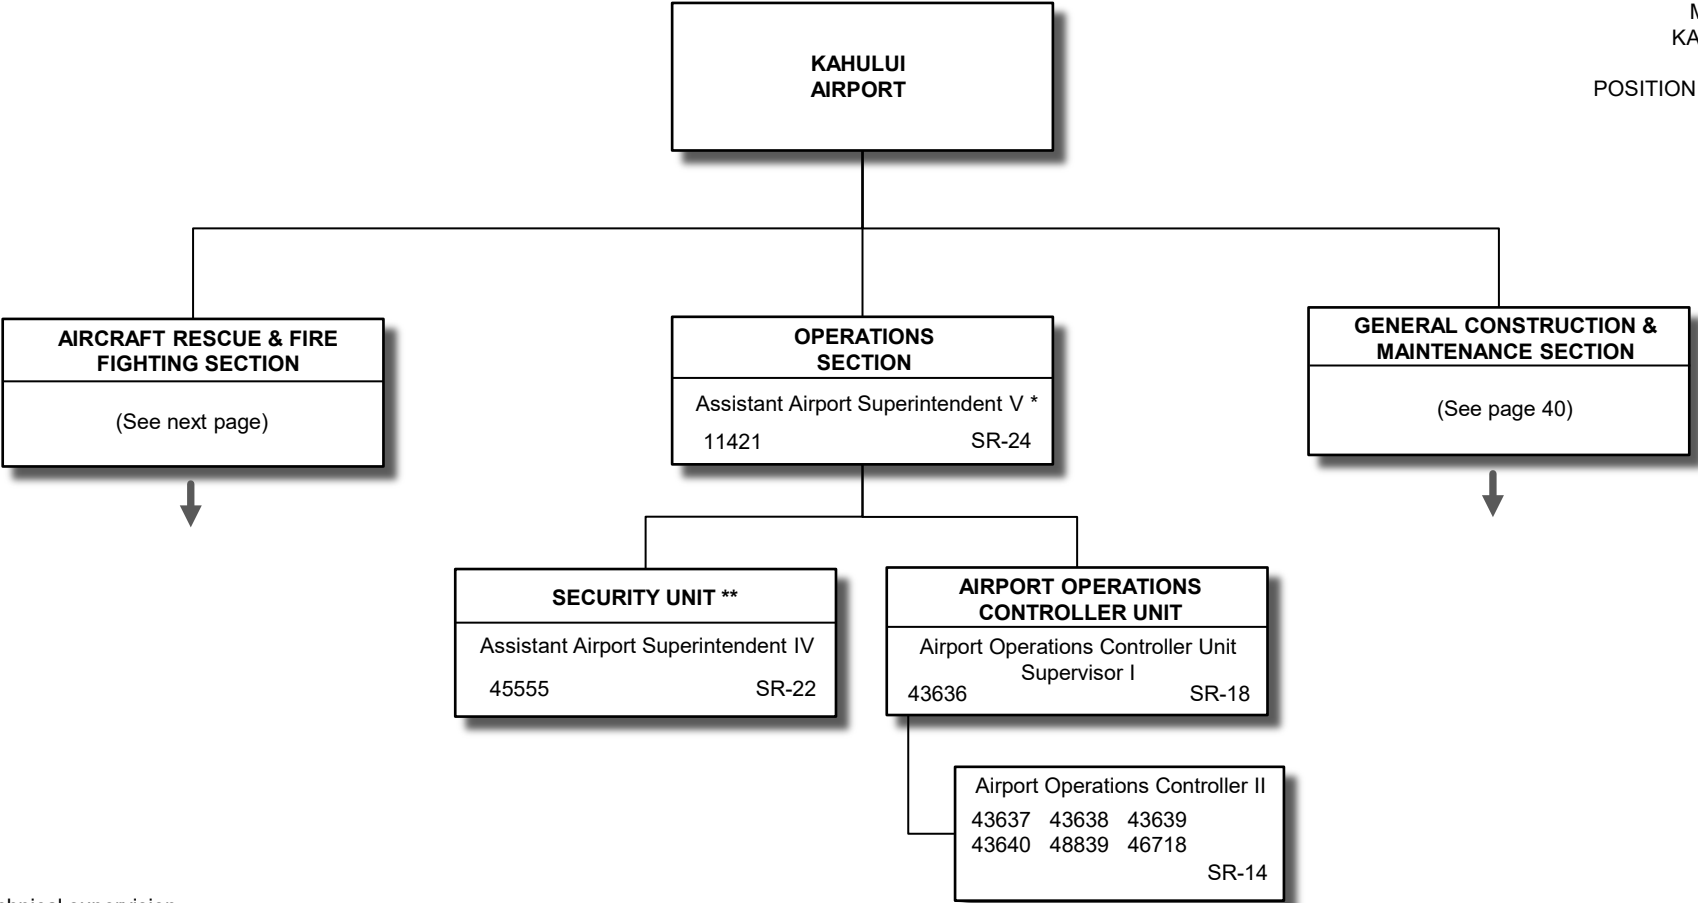 KAHULUI
AIRPORT
POSITION
AIRCRAFT RESCUE & FIRE
FIGHTING SECTION
(See next page)
OPERATIONS
SECTION
Assistant Airport Superintendent V *
11421 SR-24
GENERAL CONSTRUCTION &
MAINTENANCE SECTION
(See page 40)
SECURITY UNIT **
Assistant Airport Superintendent IV
45555 SR-22
AIRPORT OPERATIONS
CONTROLLER UNIT
Airport Operations Controller Unit
Supervisor I
43636 SR-18
Airport Operations Controller II
43637 43638 43639
43640 48839 46718
SR-14
supervision